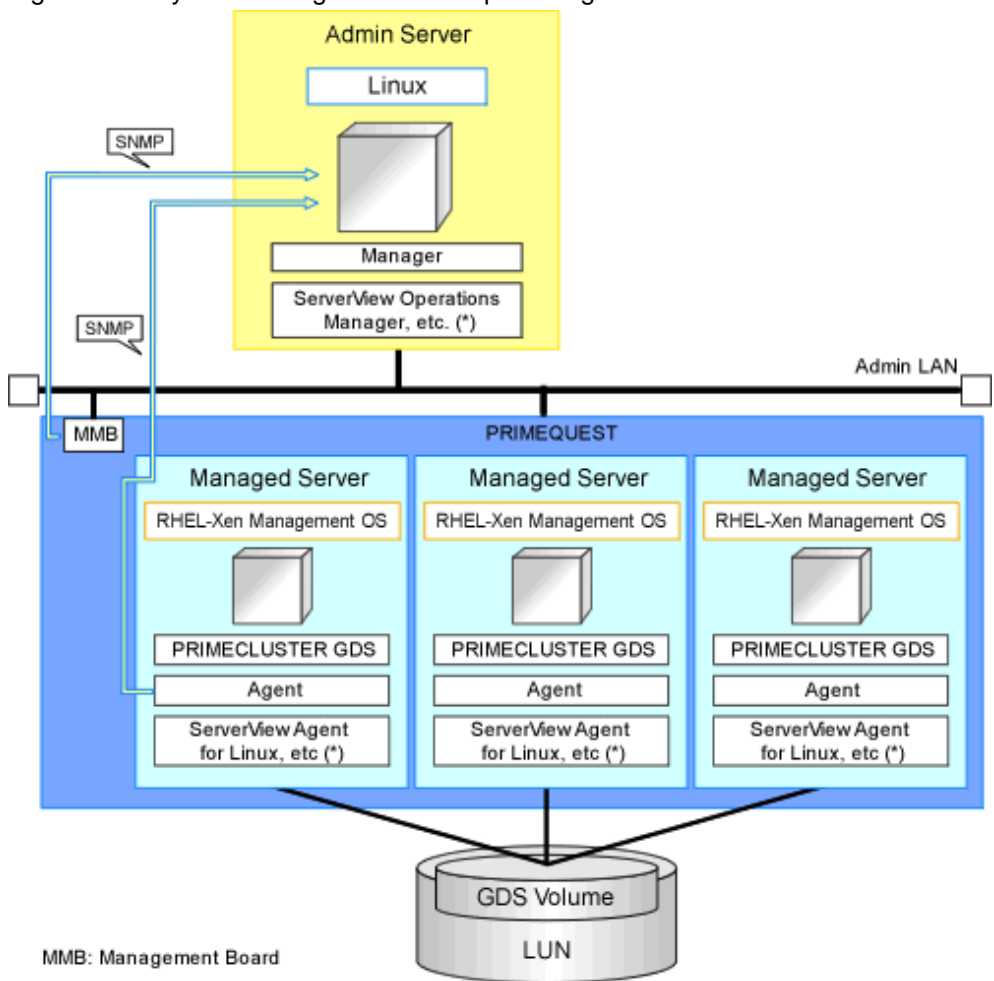 Admin Server
Linux
SNMP
Manager
ServerView Operations
Manager, etc. (*)
SNMP
Admin LAN
MMB
PRIMEQUEST
Managed Server
Managed Server
Managed Server
RHEL-Xen Management OS
RHEL-Xen Management OS
RHEL-Xen Management OS
PRIMECLUSTER GDS
PRIMECLUSTER GDS
PRIMECLUSTER GDS
Agent
Agent
Agent
ServerView Agent
for Linux, etc (*)
ServerView Agent
for Linux, etc (*)
ServerView Agent
for Linux, etc (*)
GDS Volume
LUN
MMB: Management Board